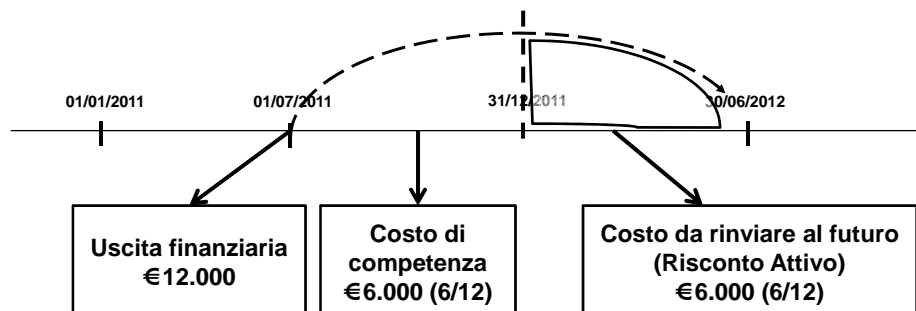 01/01/2011
01/07/2011
31/12/2011
30/06/2012
Uscita finanziaria
€12.000
Costo di
competenza
€6.000 (6/12)
Costo da rinviare al futuro
(Risconto Attivo)
€6.000 (6/12)